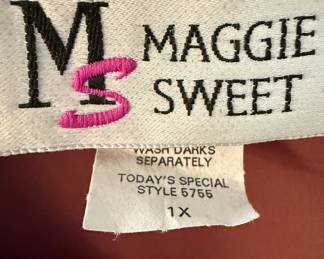 MS MAGGIE
SWEET
WASH DARKS
SEPARATELY
TODAY'S SPECIAL
STYLE 5755
1X